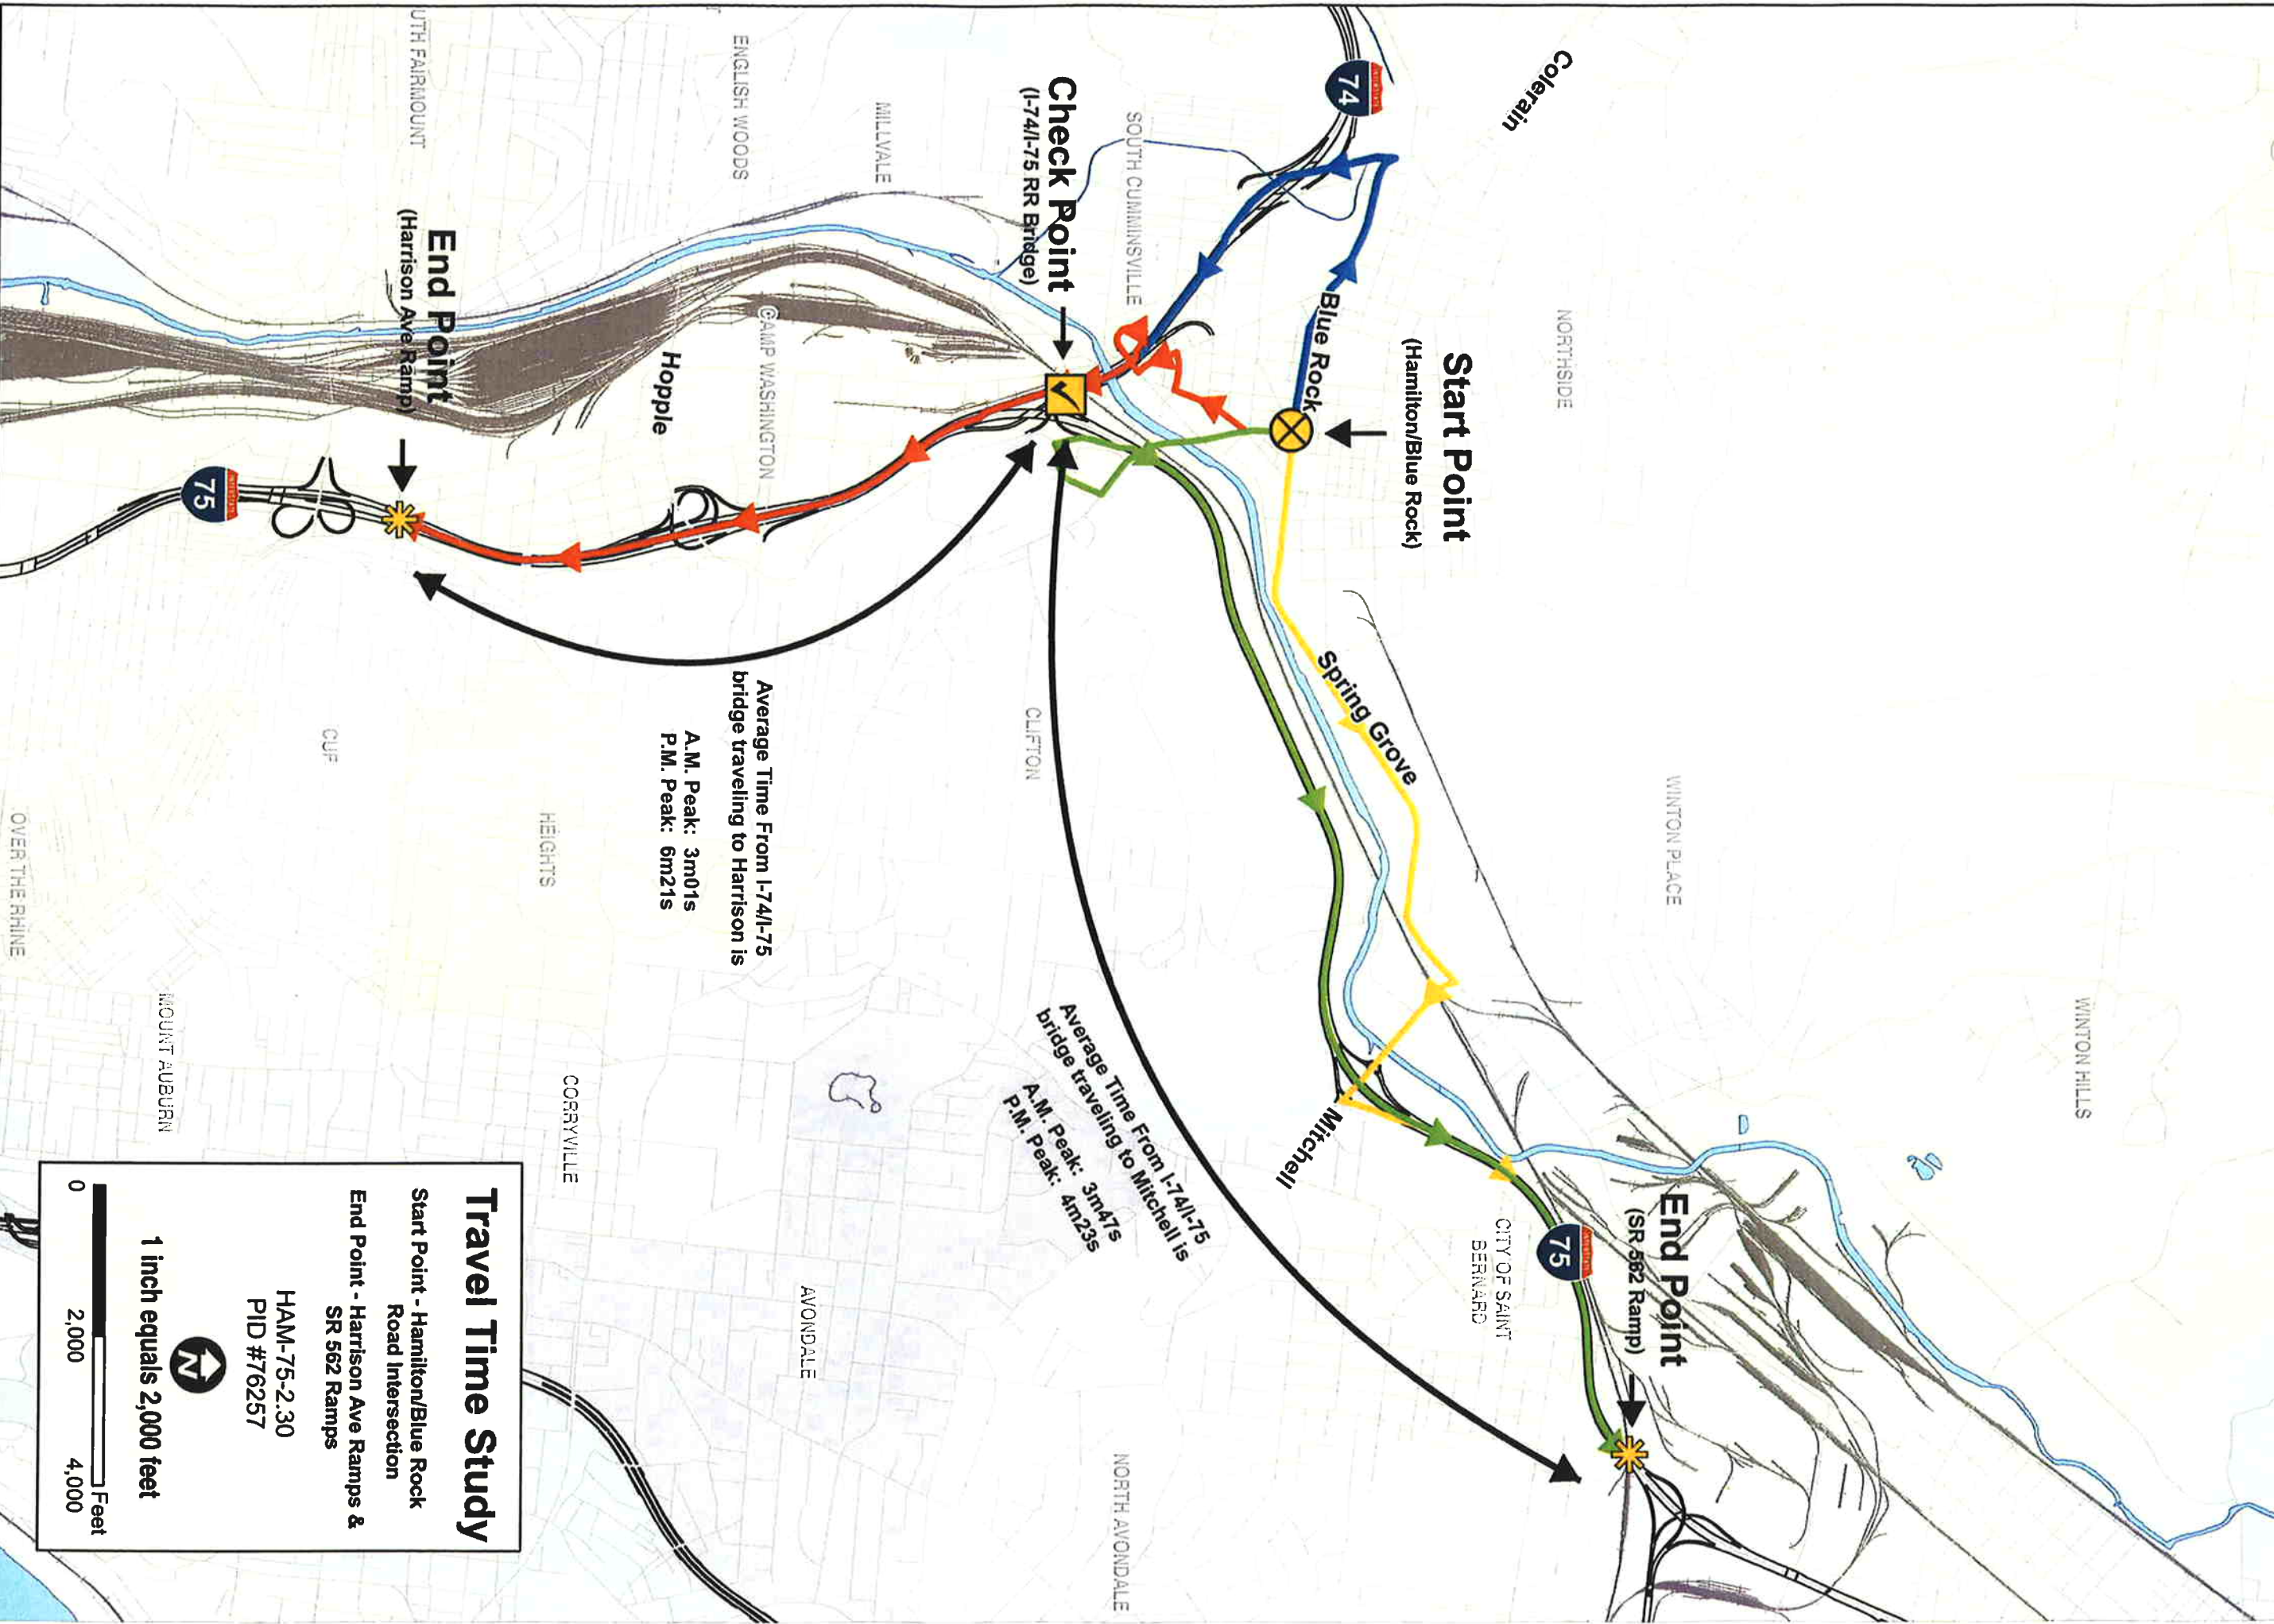 Colerain
INTERSTATE
74
NORTHSIDE
WINTON PLACE
WINTON HILLS
Start Point
(Hamilton/Blue Rock)
Blue Rock
Spring Grove
Mitchell
SOUTH CUMMINSVILLE
Check Point
(I-74/I-75 RR Bridge)
MILLVALE
ENGLISH WOODS
UTH FAIRMOUNT
CAMP WASHINGTON
Hopple
End Point
(Harrison Ave Ramp)
INTERSTATE
75
End Point
(SR 562 Ramp)
INTERSTATE
75
CITY OF SAINT
BERNARD
CLIFTON
Average Time From I-74/I-75
bridge traveling to Mitchell is
A.M. Peak: 3m47s
P.M. Peak: 4m23s
Average Time From I-74/I-75
bridge traveling to Harrison is
A.M. Peak: 3m01s
P.M. Peak: 6m21s
NORTH AVONDALE
AVONDALE
CORRYVILLE
HEIGHTS
CUF
MOUNT AUBURN
OVER THE RHINE
Travel Time Study
Start Point - Hamilton/Blue Rock
Road Intersection
End Point - Harrison Ave Ramps &
SR 562 Ramps
HAM-75-2.30
PID #76257
N
1 inch equals 2,000 feet
0 2,000 4,000
Feet